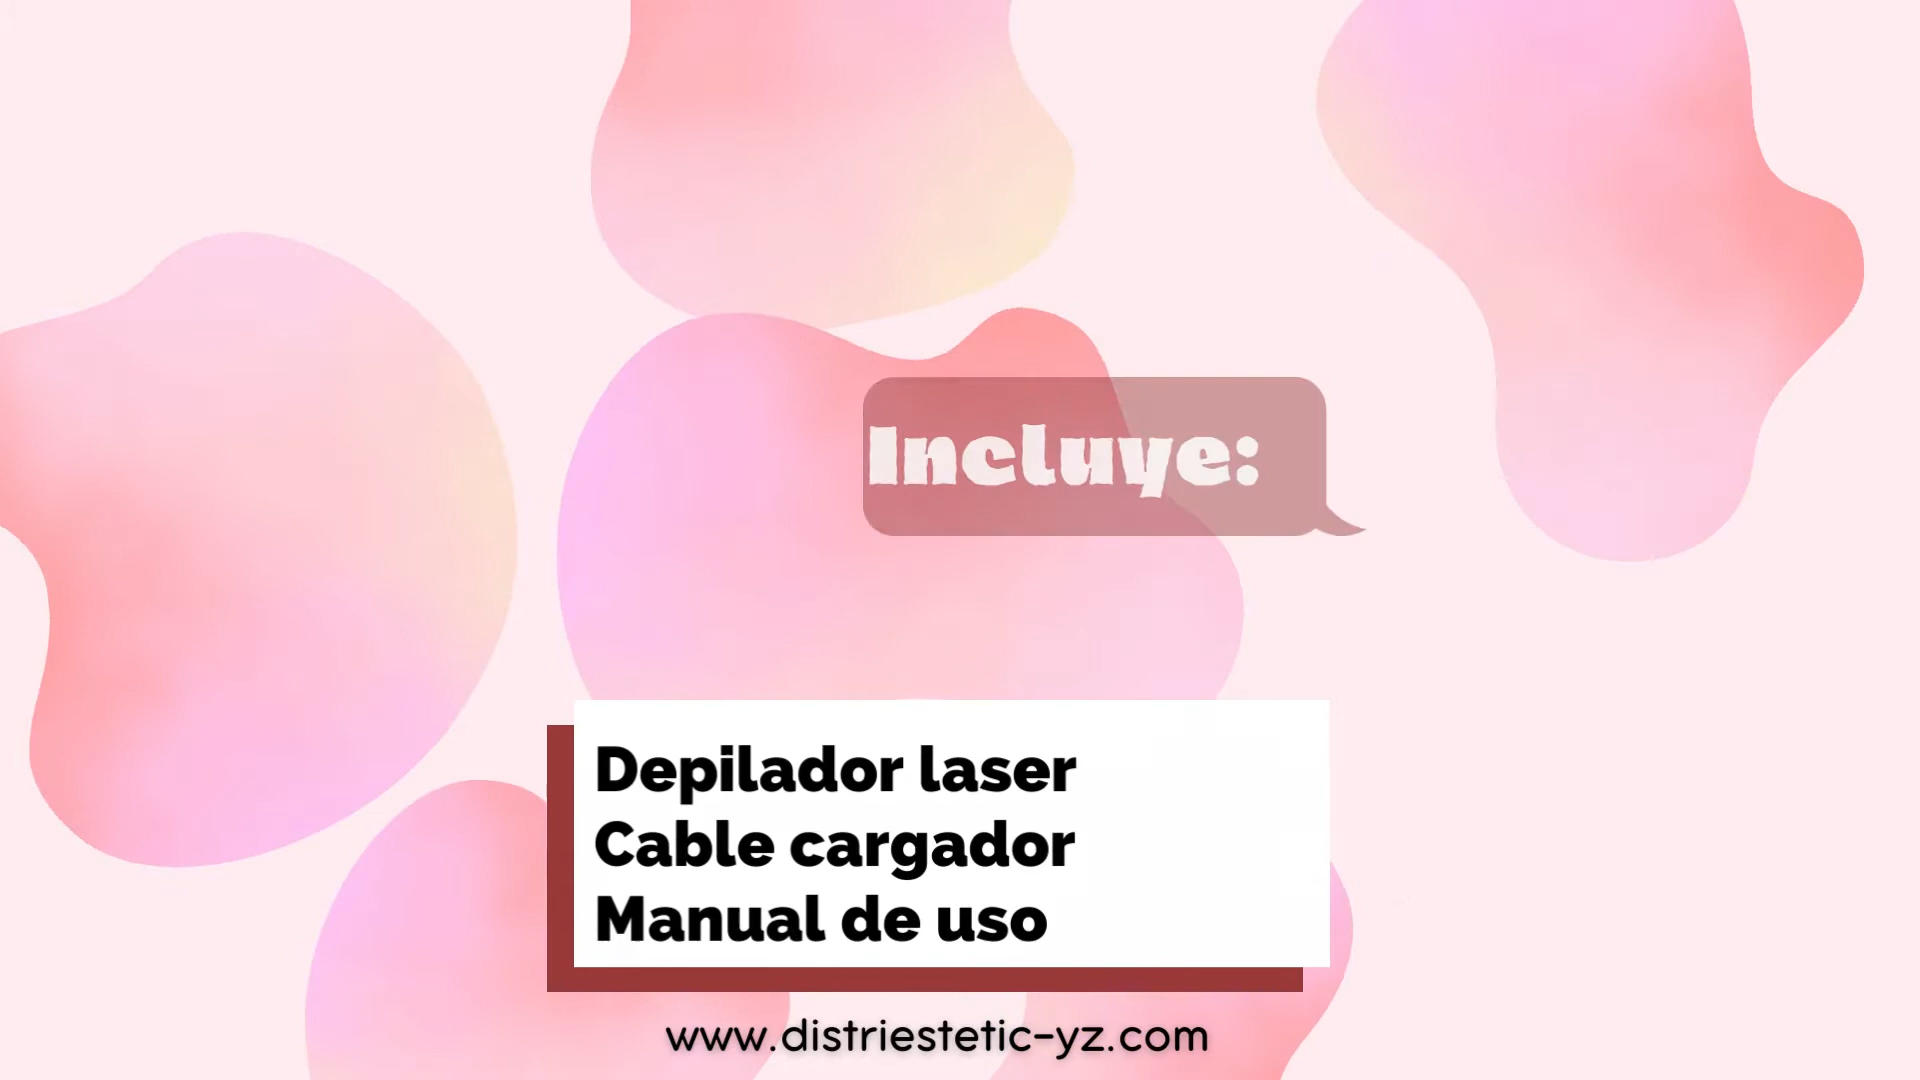 Incluye:
Depilador laser
Cable cargador
Manual de uso
www.distriestetic-yz.com